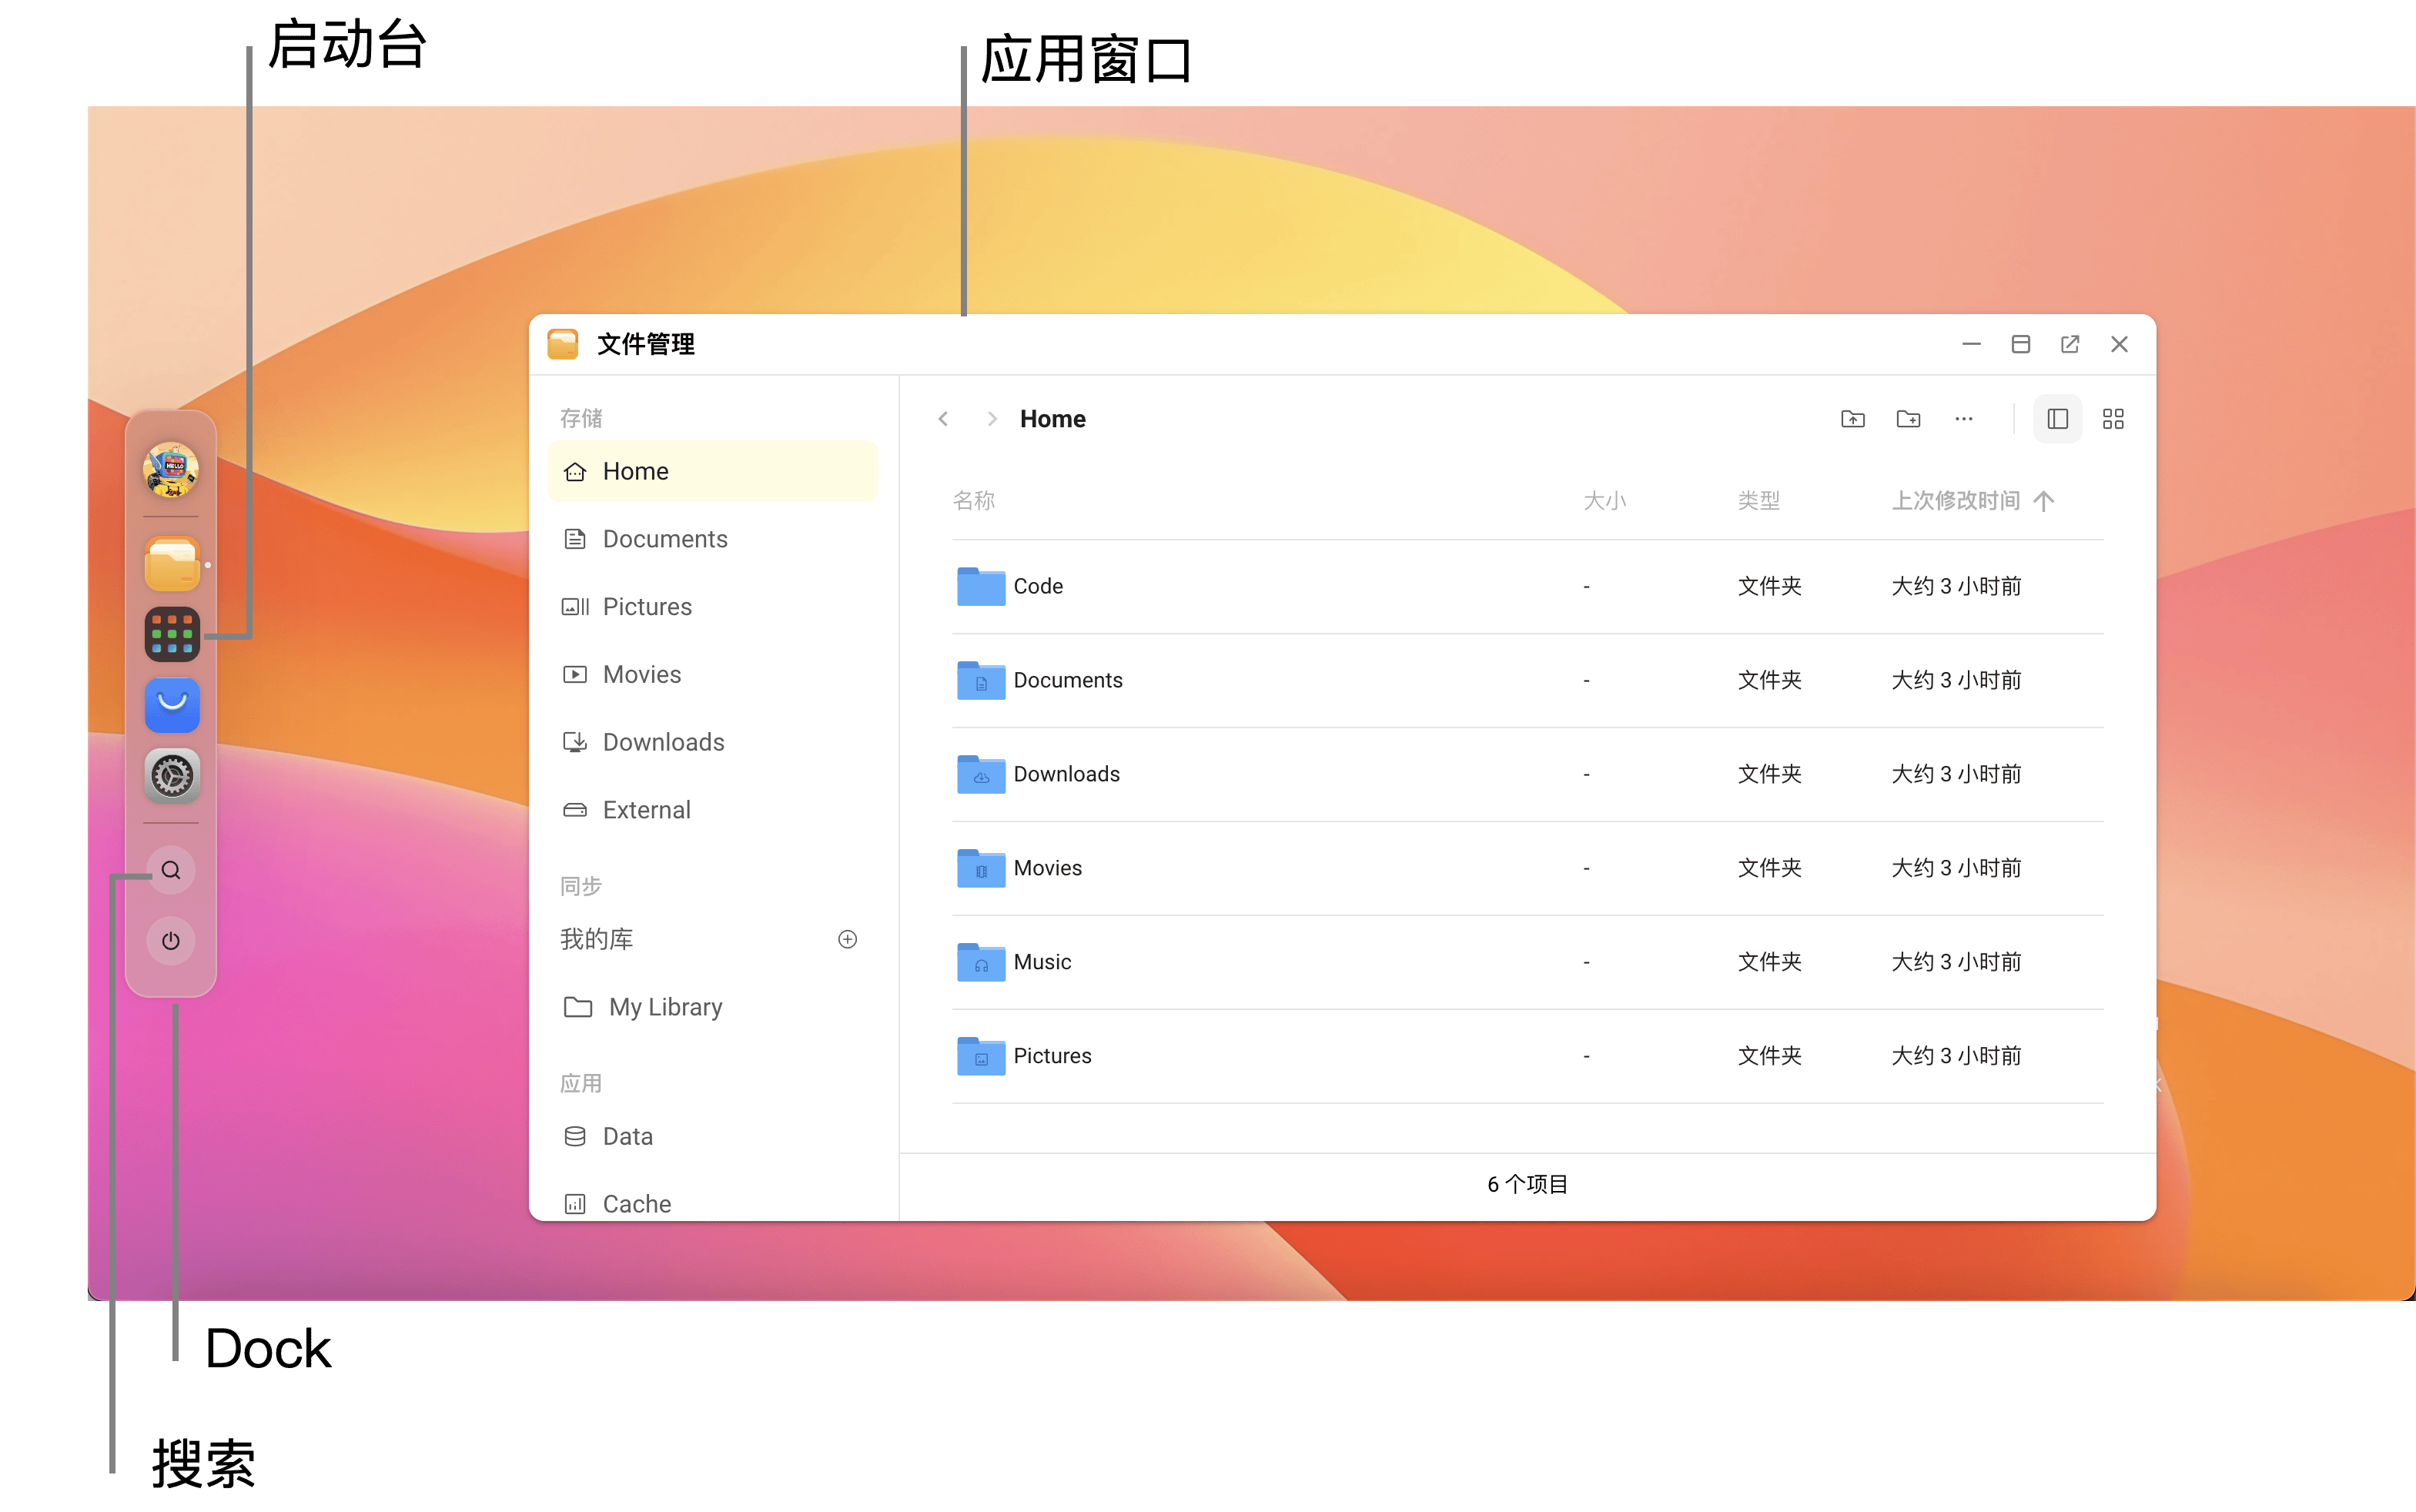 启动台
应用窗口
文件管理
存储
Home
Documents
Pictures
Movies
Downloads
External
同步
我的库
My Library
应用
Data
Cache
Home
名称 大小 类型 上次修改时间
Code - 文件夹 大约 3 小时前
Documents - 文件夹 大约 3 小时前
Downloads - 文件夹 大约 3 小时前
Movies - 文件夹 大约 3 小时前
Music - 文件夹 大约 3 小时前
Pictures - 文件夹 大约 3 小时前
6 个项目
HELLO
Dock
搜索